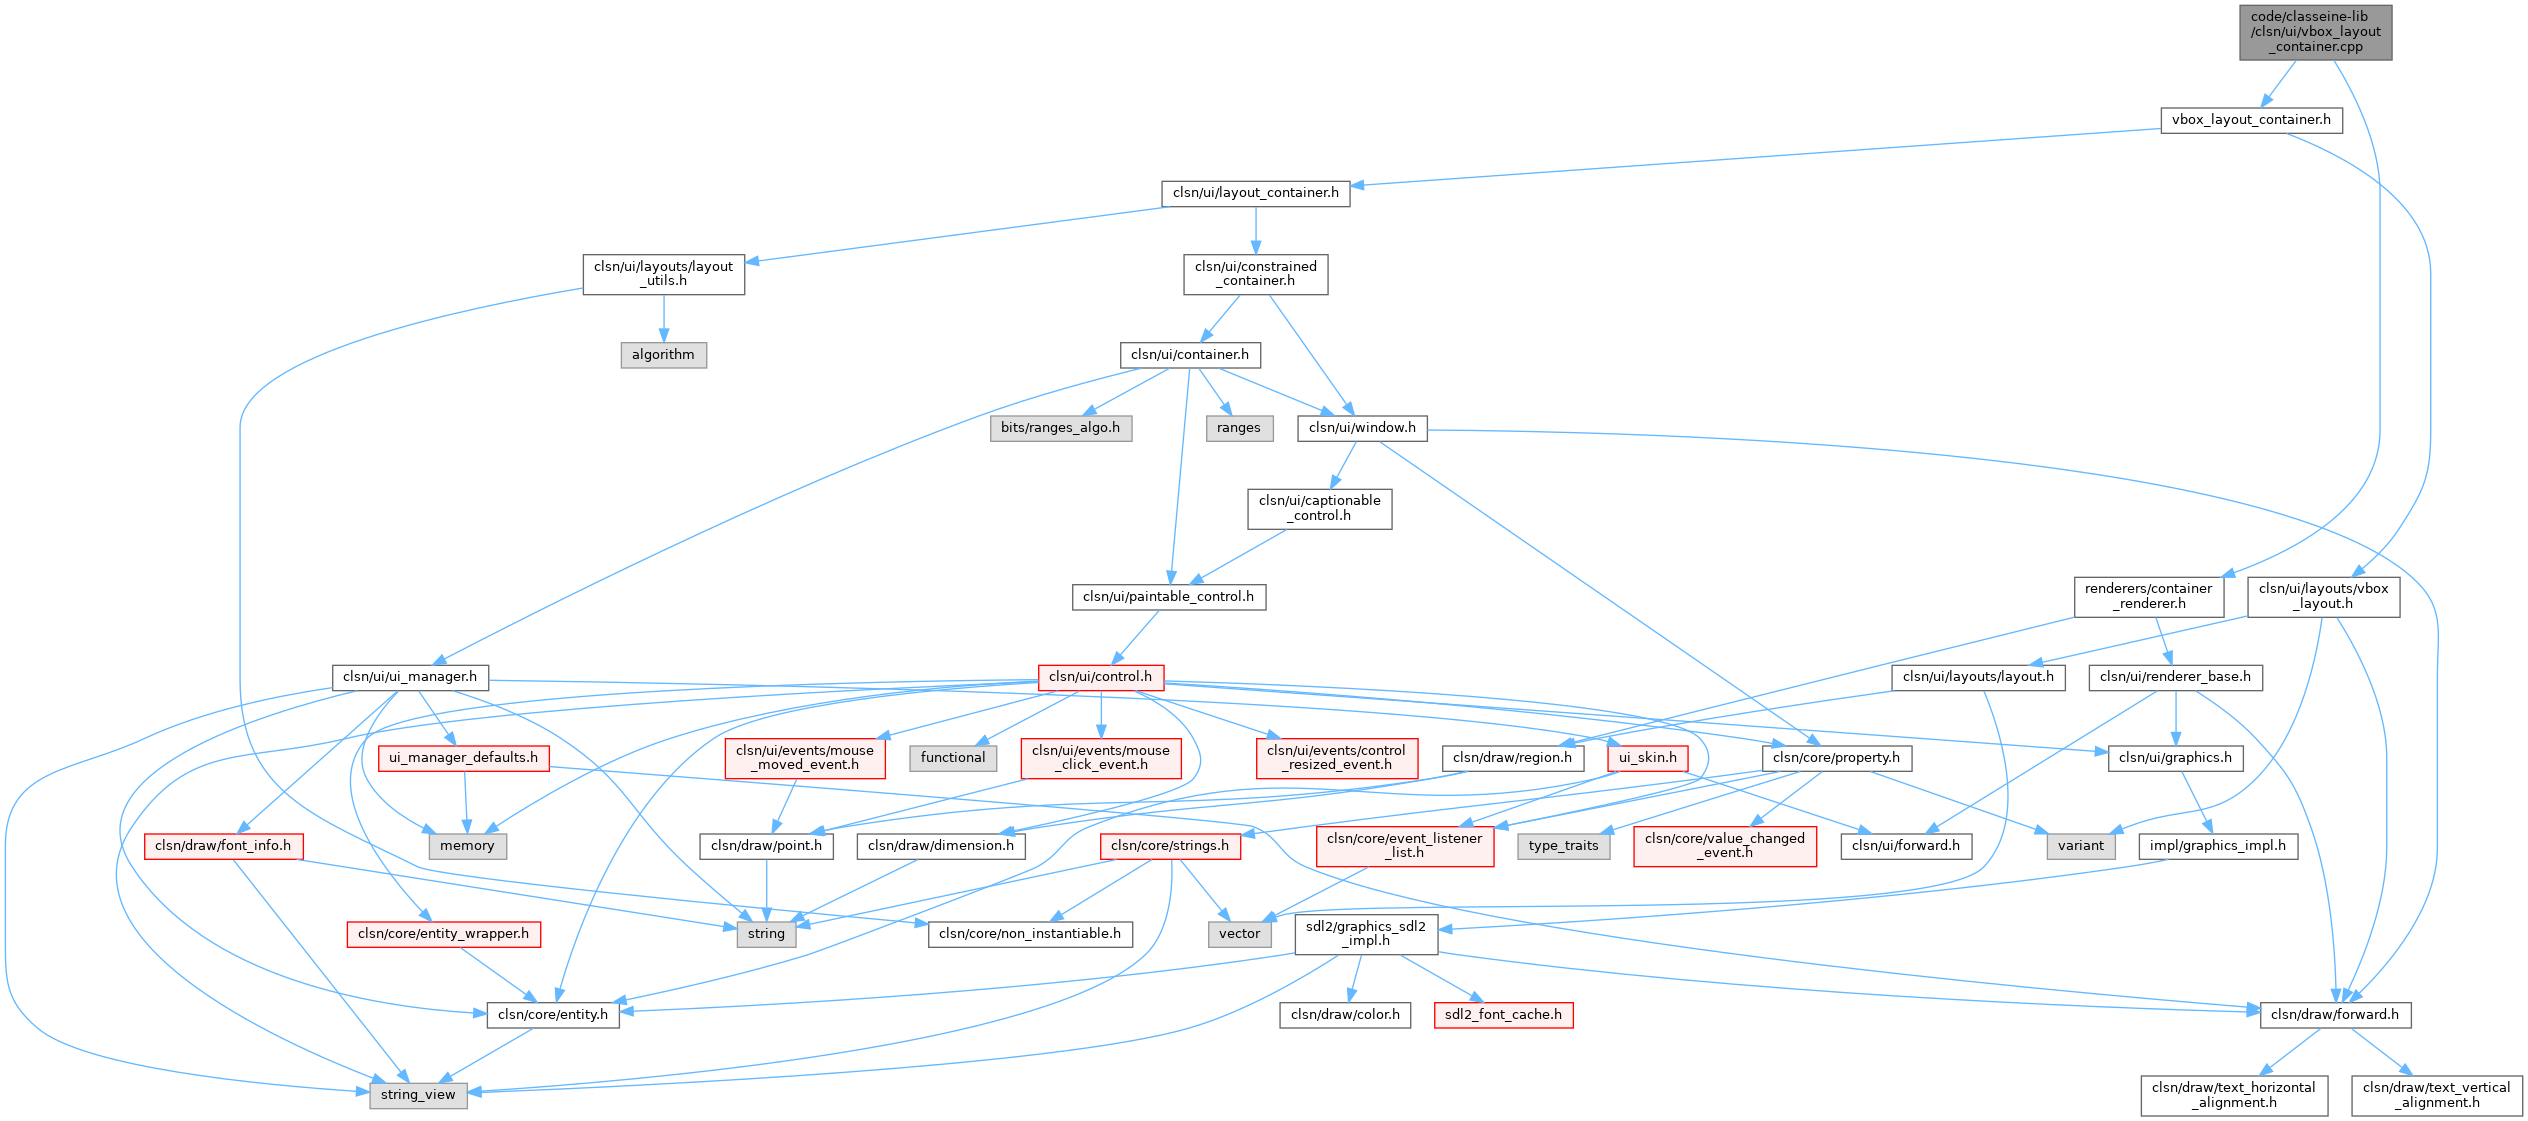 code/classeine-lib
/clsn/ui/vbox_layout
_container.cpp
vbox_layout_container.h
clsn/ui/layout_container.h
clsn/ui/layouts/layout
_utils.h
clsn/ui/constrained
_container.h
algorithm
clsn/ui/container.h
bits/ranges_algo.h
ranges
clsn/ui/window.h
clsn/ui/captionable
_control.h
clsn/ui/paintable_control.h
renderers/container
_renderer.h
clsn/ui/layouts/vbox
_layout.h
clsn/ui/ui_manager.h
clsn/ui/control.h
clsn/ui/layouts/layout.h
clsn/ui/renderer_base.h
ui_manager_defaults.h
clsn/ui/events/mouse
_moved_event.h
functional
clsn/ui/events/mouse
_click_event.h
clsn/ui/events/control
_resized_event.h
clsn/draw/region.h
ui_skin.h
clsn/core/property.h
clsn/ui/graphics.h
clsn/draw/font_info.h
memory
clsn/draw/point.h
clsn/draw/dimension.h
clsn/core/strings.h
clsn/core/event_listener
_list.h
type_traits
clsn/core/value_changed
_event.h
clsn/ui/forward.h
variant
impl/graphics_impl.h
clsn/core/entity_wrapper.h
string
clsn/core/non_instantiable.h
vector
sdl2/graphics_sdl2
_impl.h
clsn/core/entity.h
clsn/draw/color.h
sdl2_font_cache.h
clsn/draw/forward.h
string_view
clsn/draw/text_horizontal
_alignment.h
clsn/draw/text_vertical
_alignment.h